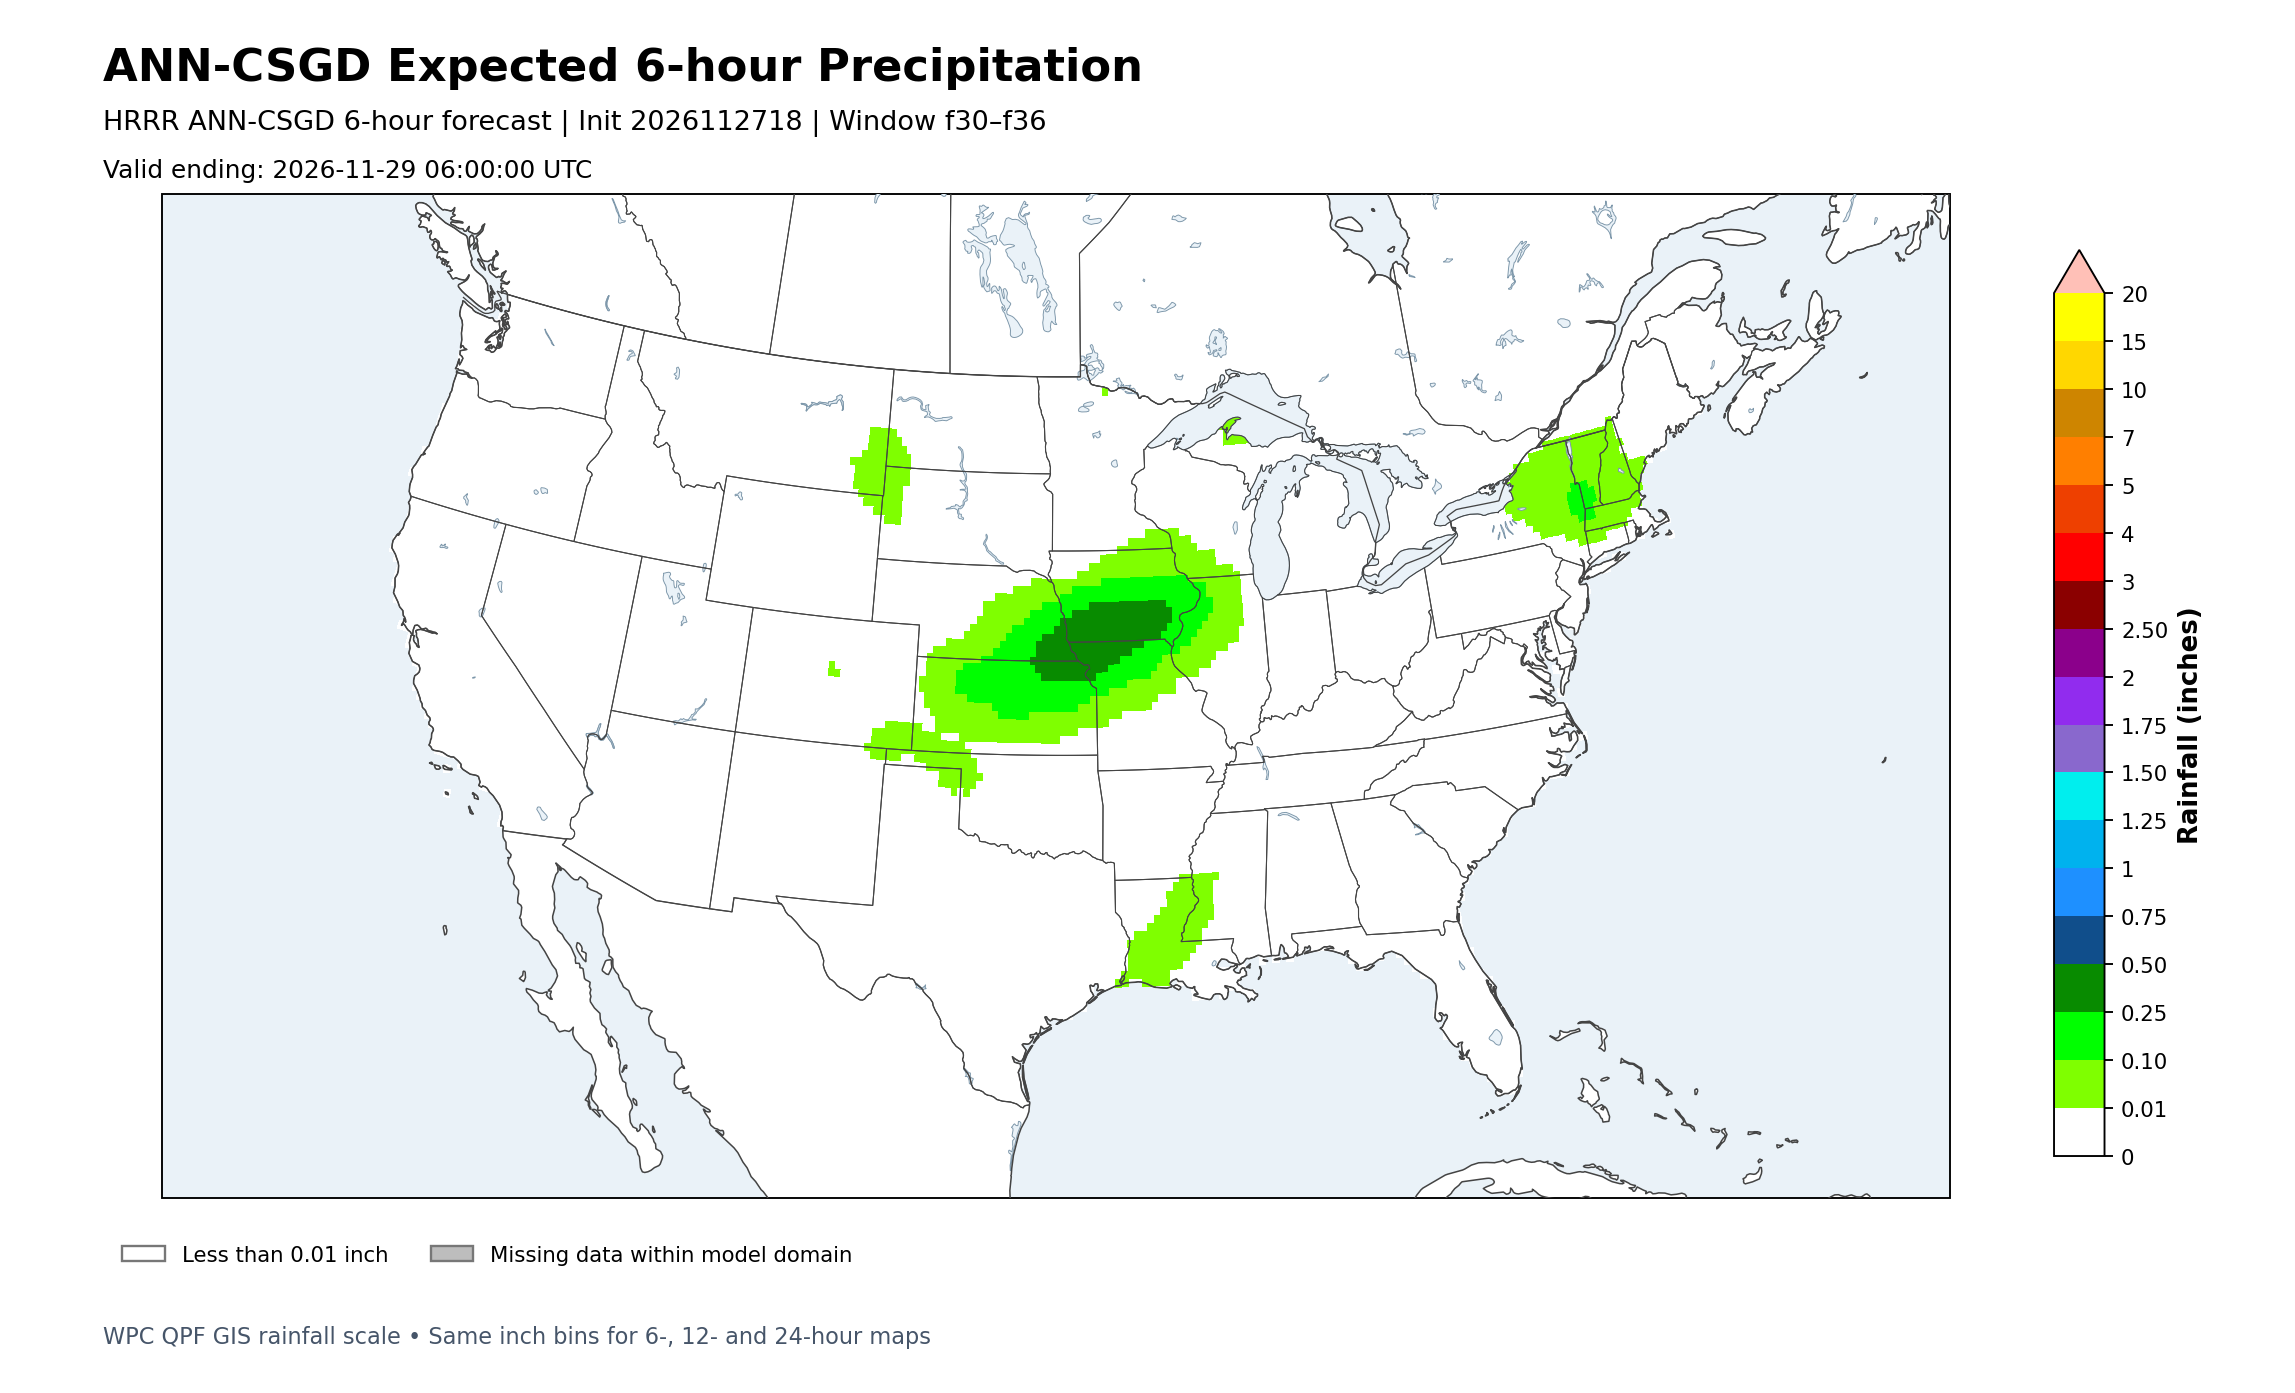 ANN-CSGD Expected 6-hour Precipitation
HRRR ANN-CSGD 6-hour forecast | Init 2026112718 | Window f30–f36
Valid ending: 2026-11-29 06:00:00 UTC
20
15
10
7
5
4
3
2.50
2
1.75
1.50
1.25
1
0.75
0.50
0.25
0.10
0.01
0
Rainfall (inches)
Less than 0.01 inch
Missing data within model domain
WPC QPF GIS rainfall scale • Same inch bins for 6-, 12- and 24-hour maps